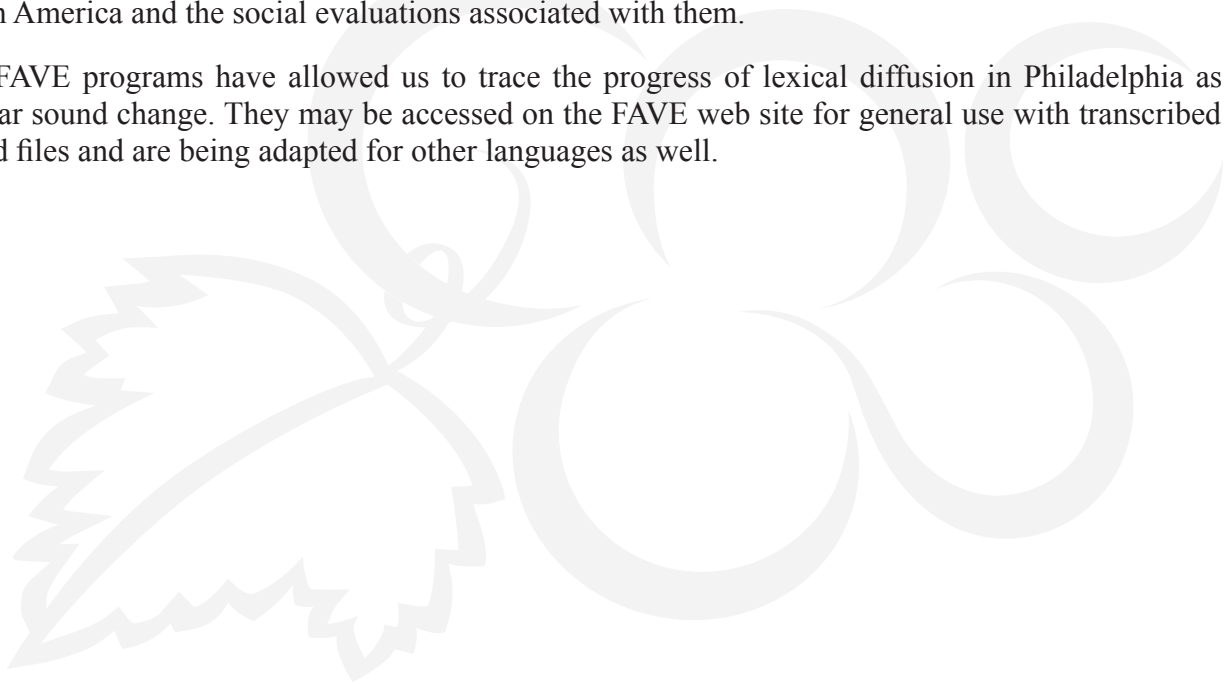 America and the social evaluations associated with them.
FAVE programs have allowed us to trace the progress of lexical diffusion in Philadelphia as
sound change. They may be accessed on the FAVE web site for general use with transcribed
files and are being adapted for other languages as well.